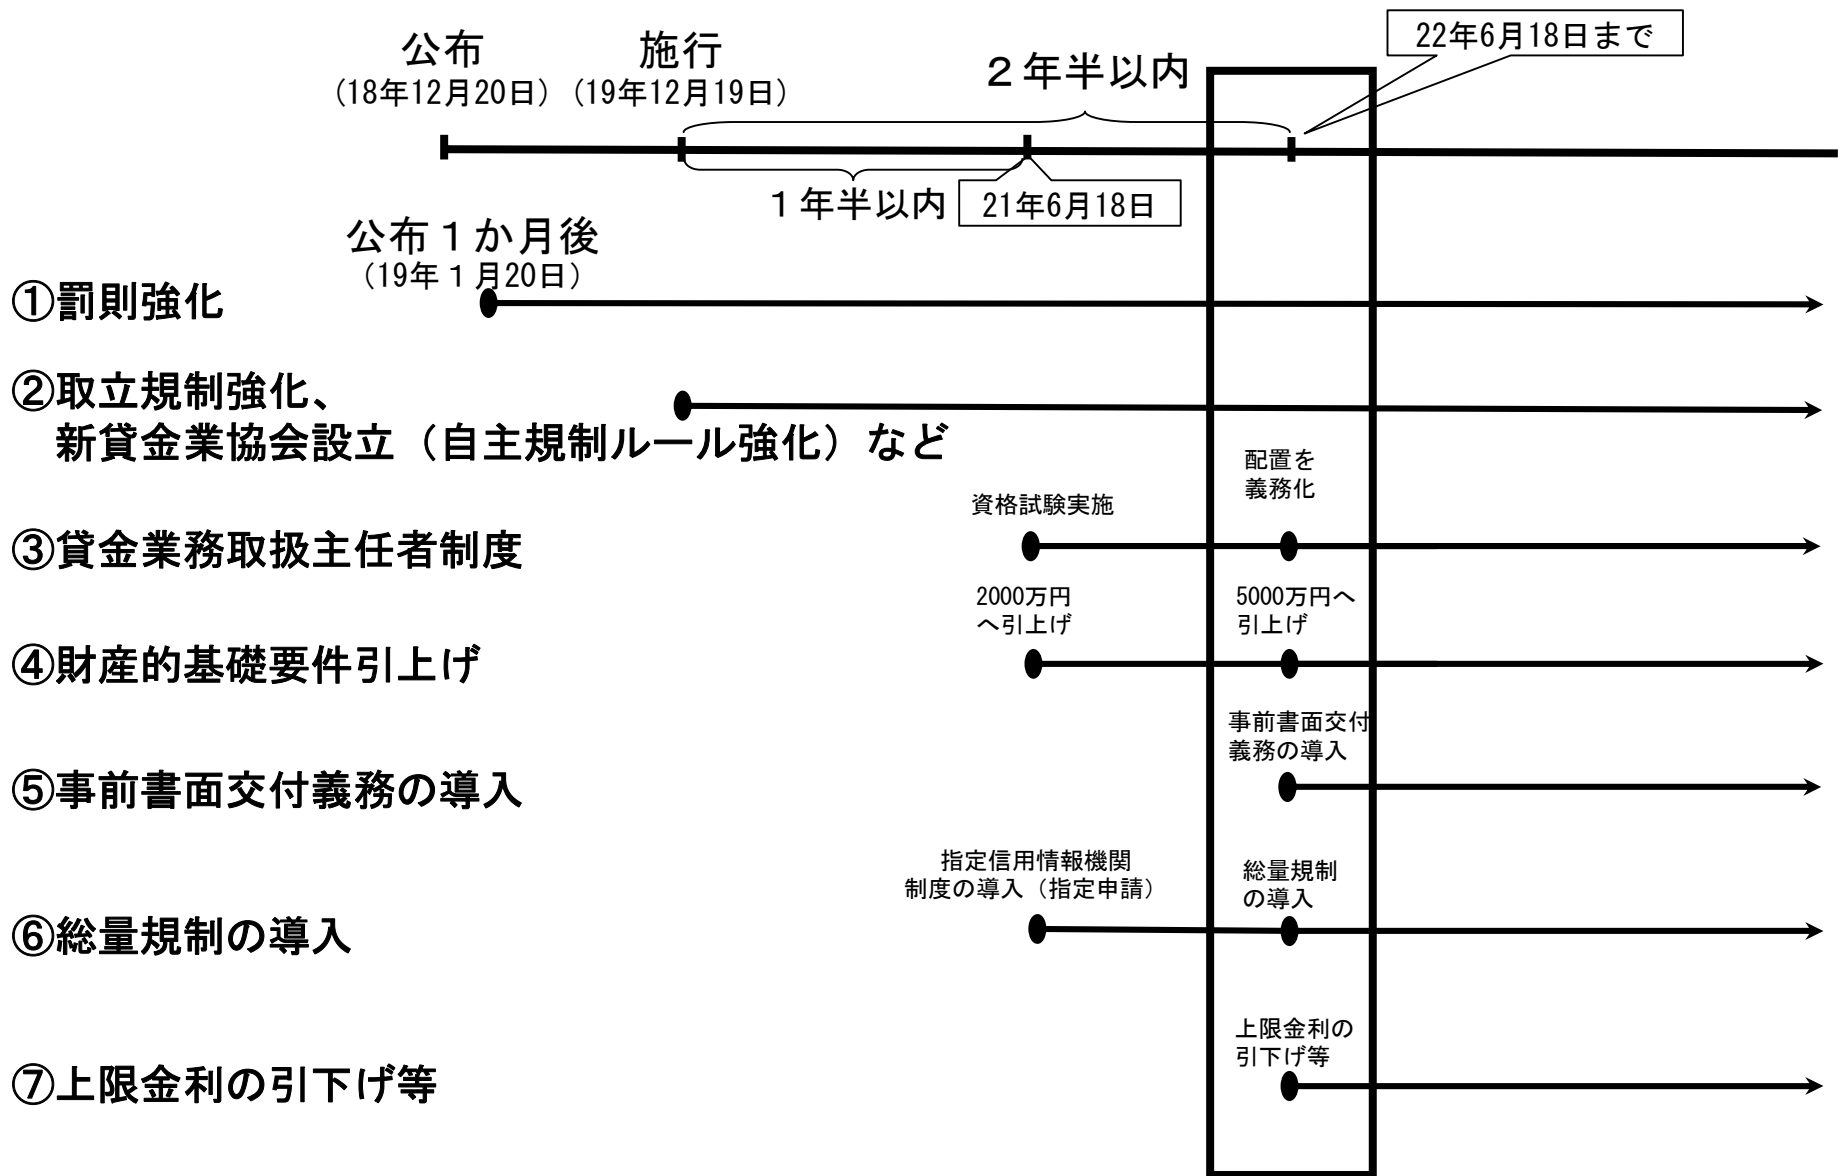 公布
(18年12月20日)
施行
(19年12月19日)
２年半以内
22年6月18日まで
１年半以内
21年6月18日
公布１か月後
(19年１月20日)
①罰則強化
②取立規制強化、
新貸金業協会設立（自主規制ルール強化）など
資格試験実施
配置を
義務化
③貸金業務取扱主任者制度
2000万円
へ引上げ
5000万円へ
引上げ
④財産的基礎要件引上げ
事前書面交付
義務の導入
⑤事前書面交付義務の導入
指定信用情報機関
制度の導入（指定申請）
総量規制
の導入
⑥総量規制の導入
上限金利の
引下げ等
⑦上限金利の引下げ等